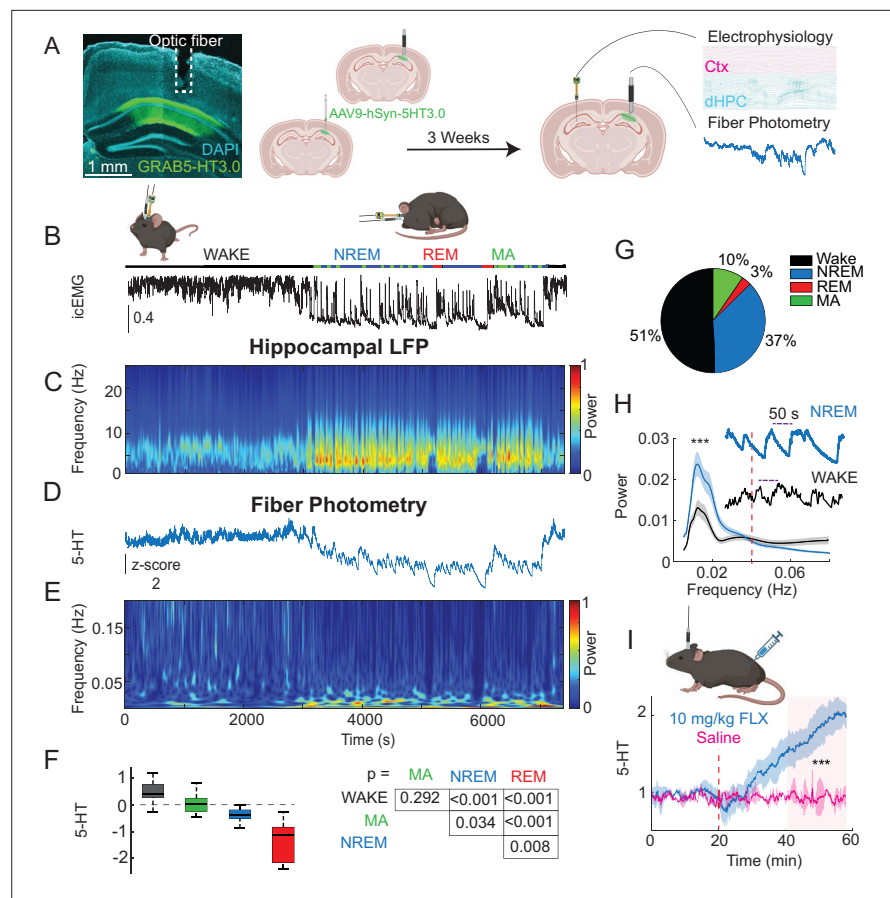 A
Optic fiber
DAPI
1 mm
GRAB5-HT3.0
AAV9-hSyn-5HT3.0
3 Weeks
Electrophysiology
Ctx
dHPC
Fiber Photometry
B
WAKE
NREM
REM
MA
icEMG
0.4
Hippocampal LFP
C
Frequency (Hz)
20
10
0
1
Power
0
D
Fiber Photometry
5-HT
z-score
2
E
Frequency (Hz)
0.15
0.05
1
Power
0
0
2000
4000
6000
Time (s)
F
5-HT
1
0
-1
-2
p =
MA
NREM
REM
WAKE
0.292
<0.001
<0.001
MA
0.034
<0.001
NREM
0.008
G
10%
3%
37%
51%
Wake
NREM
REM
MA
H
50 s
NREM
WAKE
***
Power
0.03
0.02
0.01
0
0.02
0.06
Frequency (Hz)
I
10 mg/kg FLX
Saline
***
5-HT
2
1
0
20
40
60
Time (min)